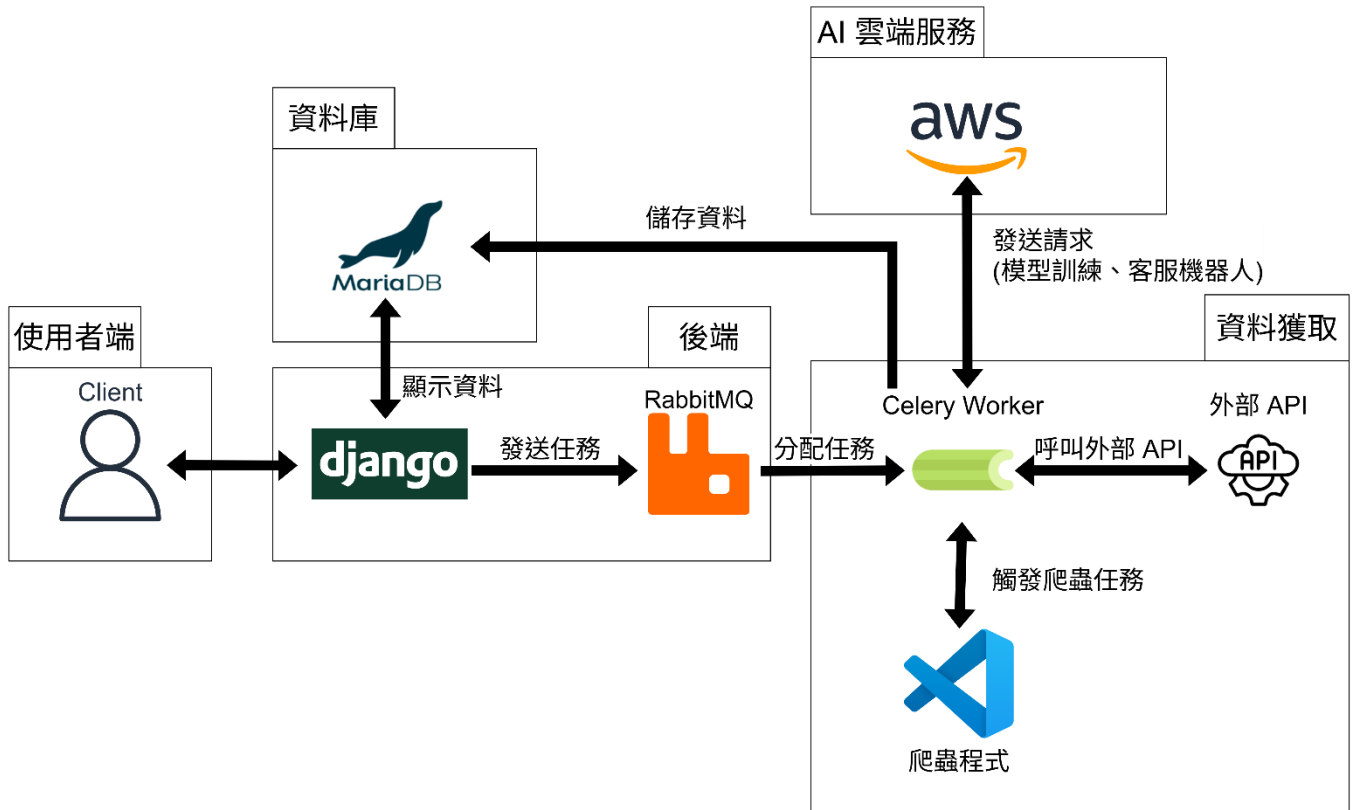 AI 雲端服務
aws
資料庫
MariaDB
儲存資料
發送請求
(模型訓練、客服機器人)
使用者端
Client
顯示資料
後端
資料獲取
RabbitMQ
Celery Worker
外部 API
django
發送任務
分配任務
呼叫外部 API
API
觸發爬蟲任務
爬蟲程式